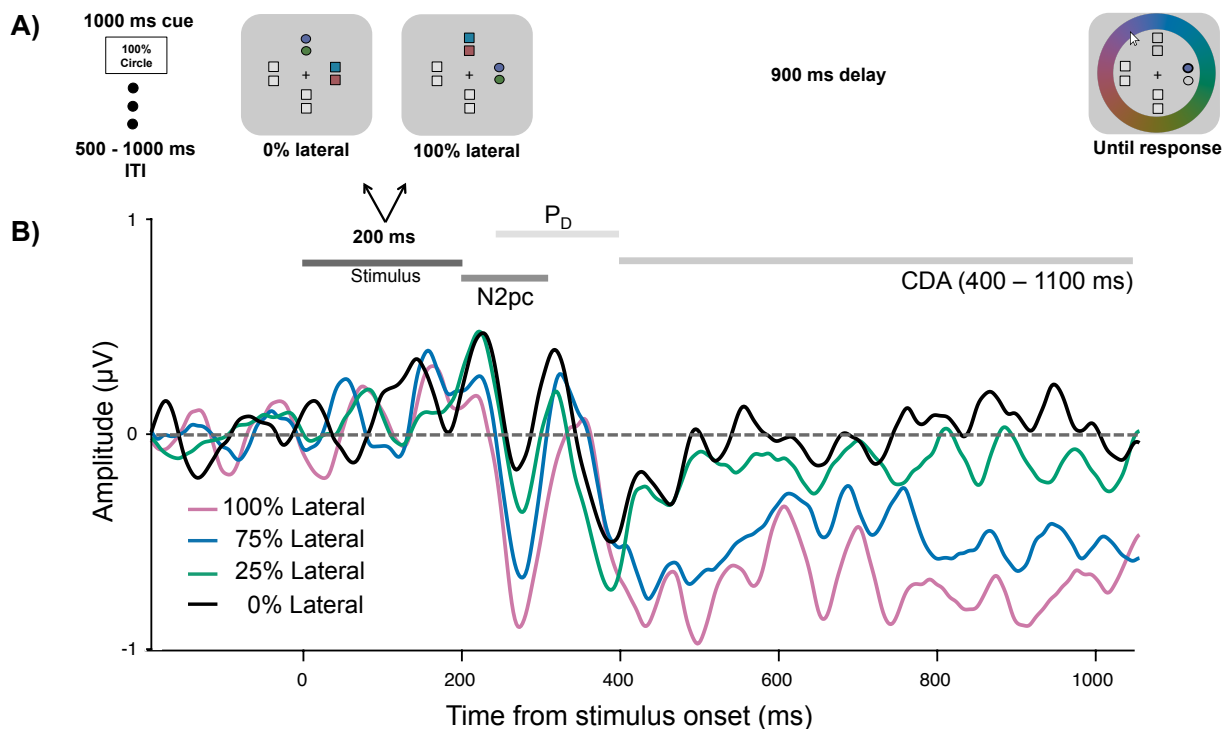 A)
1000 ms cue
100%
Circle
500 - 1000 ms
ITI
0% lateral
100% lateral
900 ms delay
Until response
B)
200 ms
Stimulus
P_D
N2pc
CDA (400 – 1100 ms)
Amplitude (µV)
1
0
-1
100% Lateral
75% Lateral
25% Lateral
0% Lateral
0
200
400
600
800
1000
Time from stimulus onset (ms)